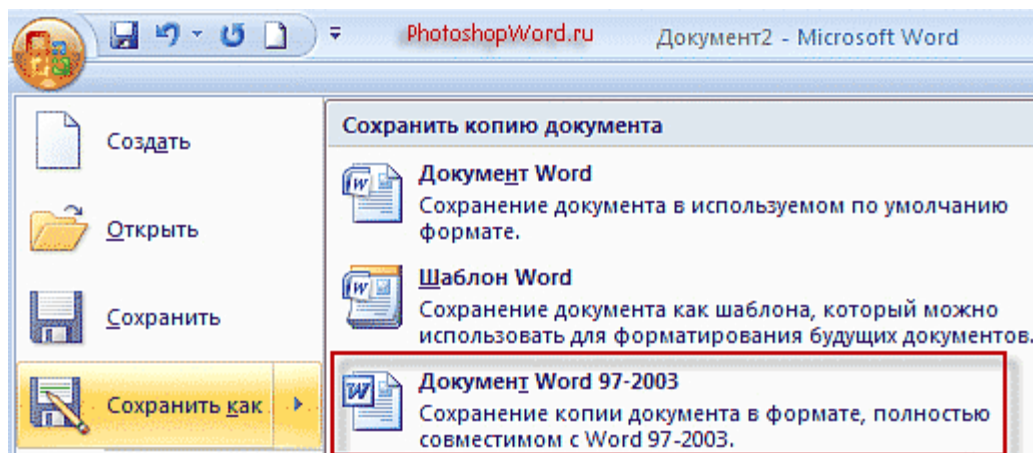 PhotoshopWord.ru
Документ2 - Microsoft Word
Создать
Открыть
Сохранить
Сохранить как
Сохранить копию документа
Документ Word
Сохранение документа в используемом по умолчанию
формате.
Шаблон Word
Сохранение документа как шаблона, который можно
использовать для форматирования будущих документов.
Документ Word 97-2003
Сохранение копии документа в формате, полностью
совместимом с Word 97-2003.